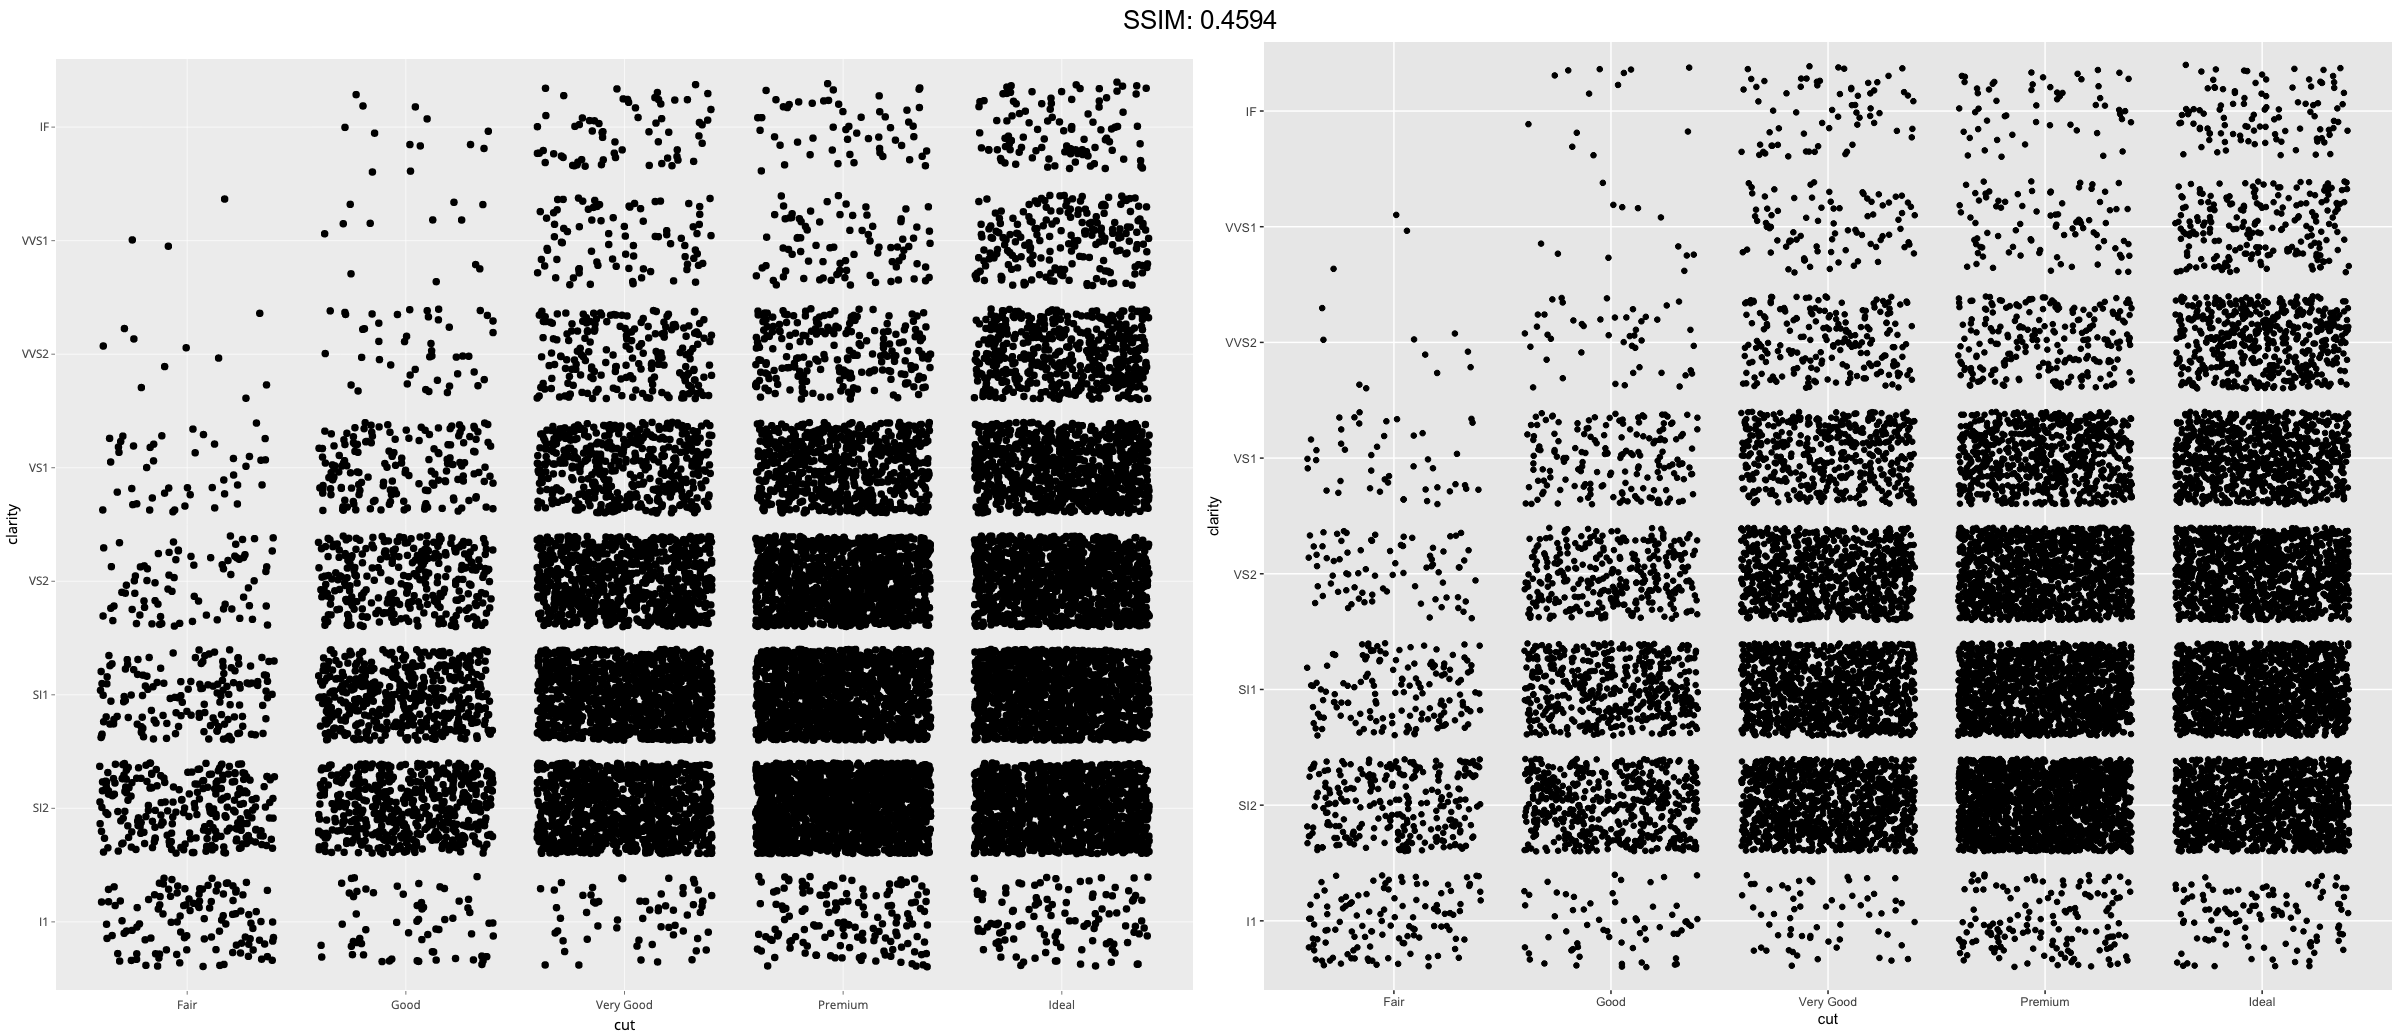 SSIM: 0.4594
clarity
IF
VVS1
VVS2
VS1
VS2
SI1
SI2
I1
Fair Good Very Good Premium Ideal
cut
clarity
IF
VVS1
VVS2
VS1
VS2
SI1
SI2
I1
Fair Good Very Good Premium Ideal
cut